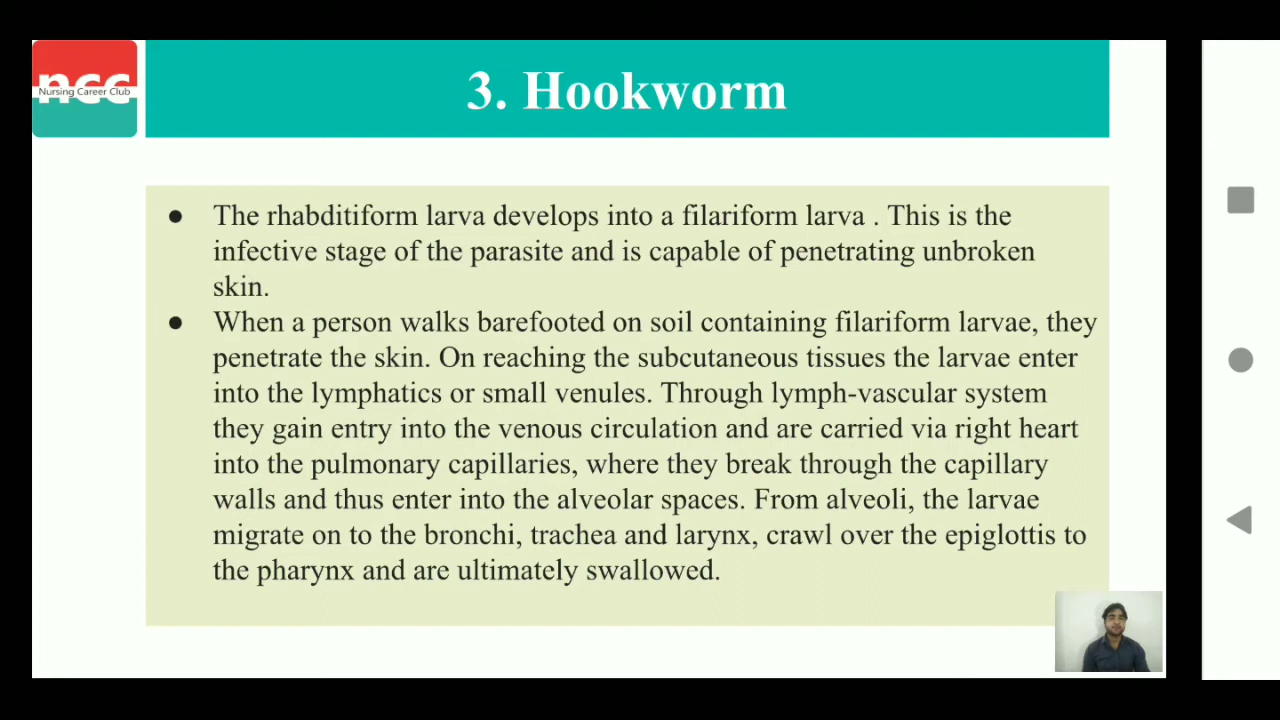 ncc
Nursing Career Club
3. Hookworm
● The rhabditiform larva develops into a filariform larva . This is the
infective stage of the parasite and is capable of penetrating unbroken
skin.
● When a person walks barefooted on soil containing filariform larvae, they
penetrate the skin. On reaching the subcutaneous tissues the larvae enter
into the lymphatics or small venules. Through lymph-vascular system
they gain entry into the venous circulation and are carried via right heart
into the pulmonary capillaries, where they break through the capillary
walls and thus enter into the alveolar spaces. From alveoli, the larvae
migrate on to the bronchi, trachea and larynx, crawl over the epiglottis to
the pharynx and are ultimately swallowed.